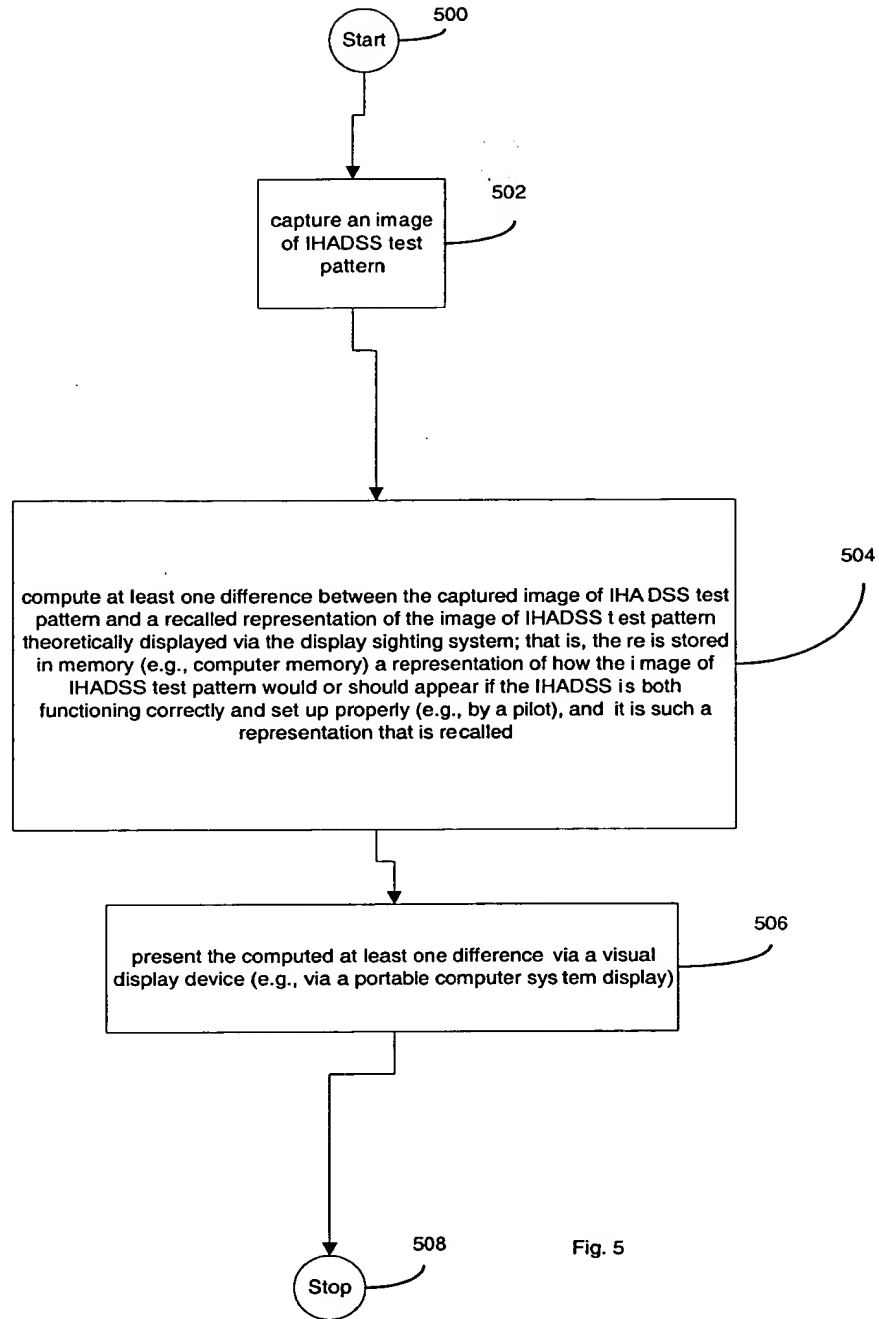 500
Start
502
capture an image
of IHADSS test
pattern
504
compute at least one difference between the captured image of IHA DSS test
pattern and a recalled representation of the image of IHADSS t est pattern
theoretically displayed via the display sighting system; that is, the re is stored
in memory (e.g., computer memory) a representation of how the i mage of
IHADSS test pattern would or should appear if the IHADSS is both
functioning correctly and set up properly (e.g., by a pilot), and it is such a
representation that is recalled
506
present the computed at least one difference via a visual
display device (e.g., via a portable computer sys tem display)
508
Stop
Fig. 5